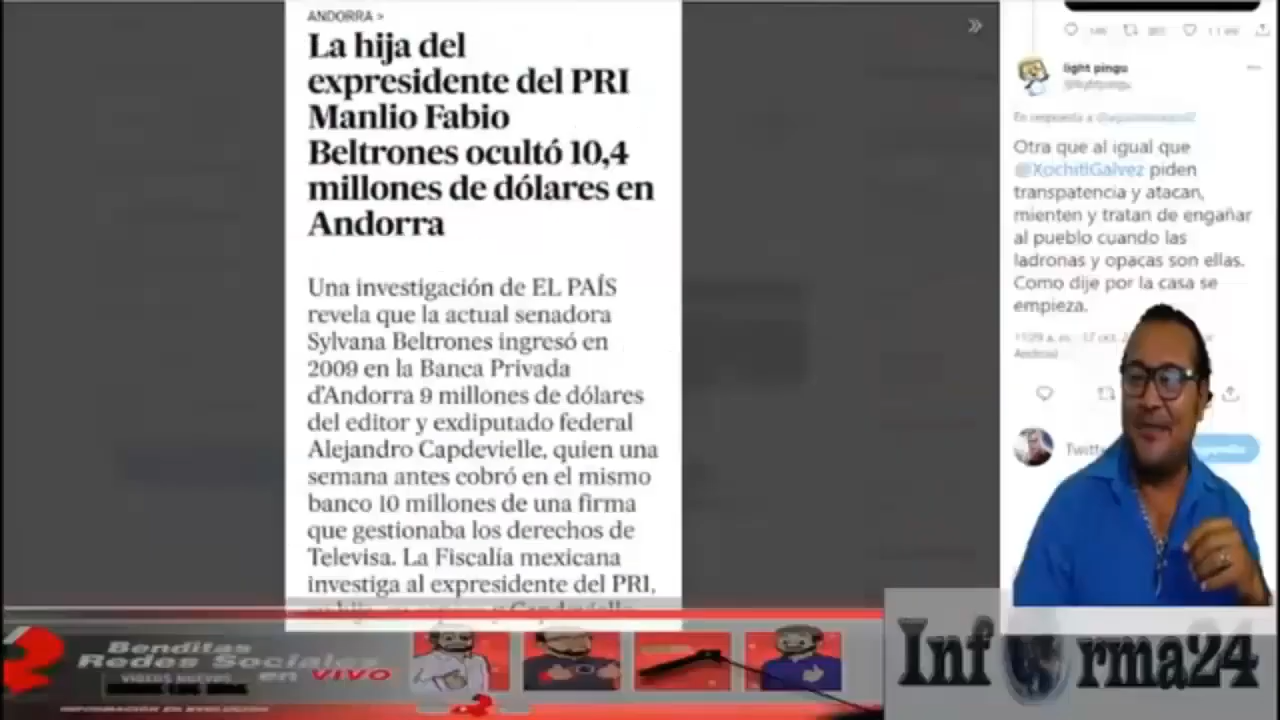 ANDORRA >
La hija del
expresidente del PRI
Manlio Fabio
Beltrones ocultó 10,4
millones de dólares en
Andorra
Una investigación de EL PAÍS
revela que la actual senadora
Sylvana Beltrones ingresó en
2009 en la Banca Privada
d'Andorra 9 millones de dólares
del editor y exdiputado federal
Alejandro Capdevielle, quien una
semana antes cobró en el mismo
banco 10 millones de una firma
que gestionaba los derechos de
Televisa. La Fiscalía mexicana
investiga al expresidente del PRI,
light pingu
En respuesta a
Otra que al igual que
@XochitlGalvez piden
transpatencia y atacan,
mienten y tratan de engañar
al pueblo cuando las
ladronas y opacas son ellas.
Como dije por la casa se
empieza.
Android
Benditas
Redes Sociales
en VIVO
VIDEOS NUEVOS
Informa24